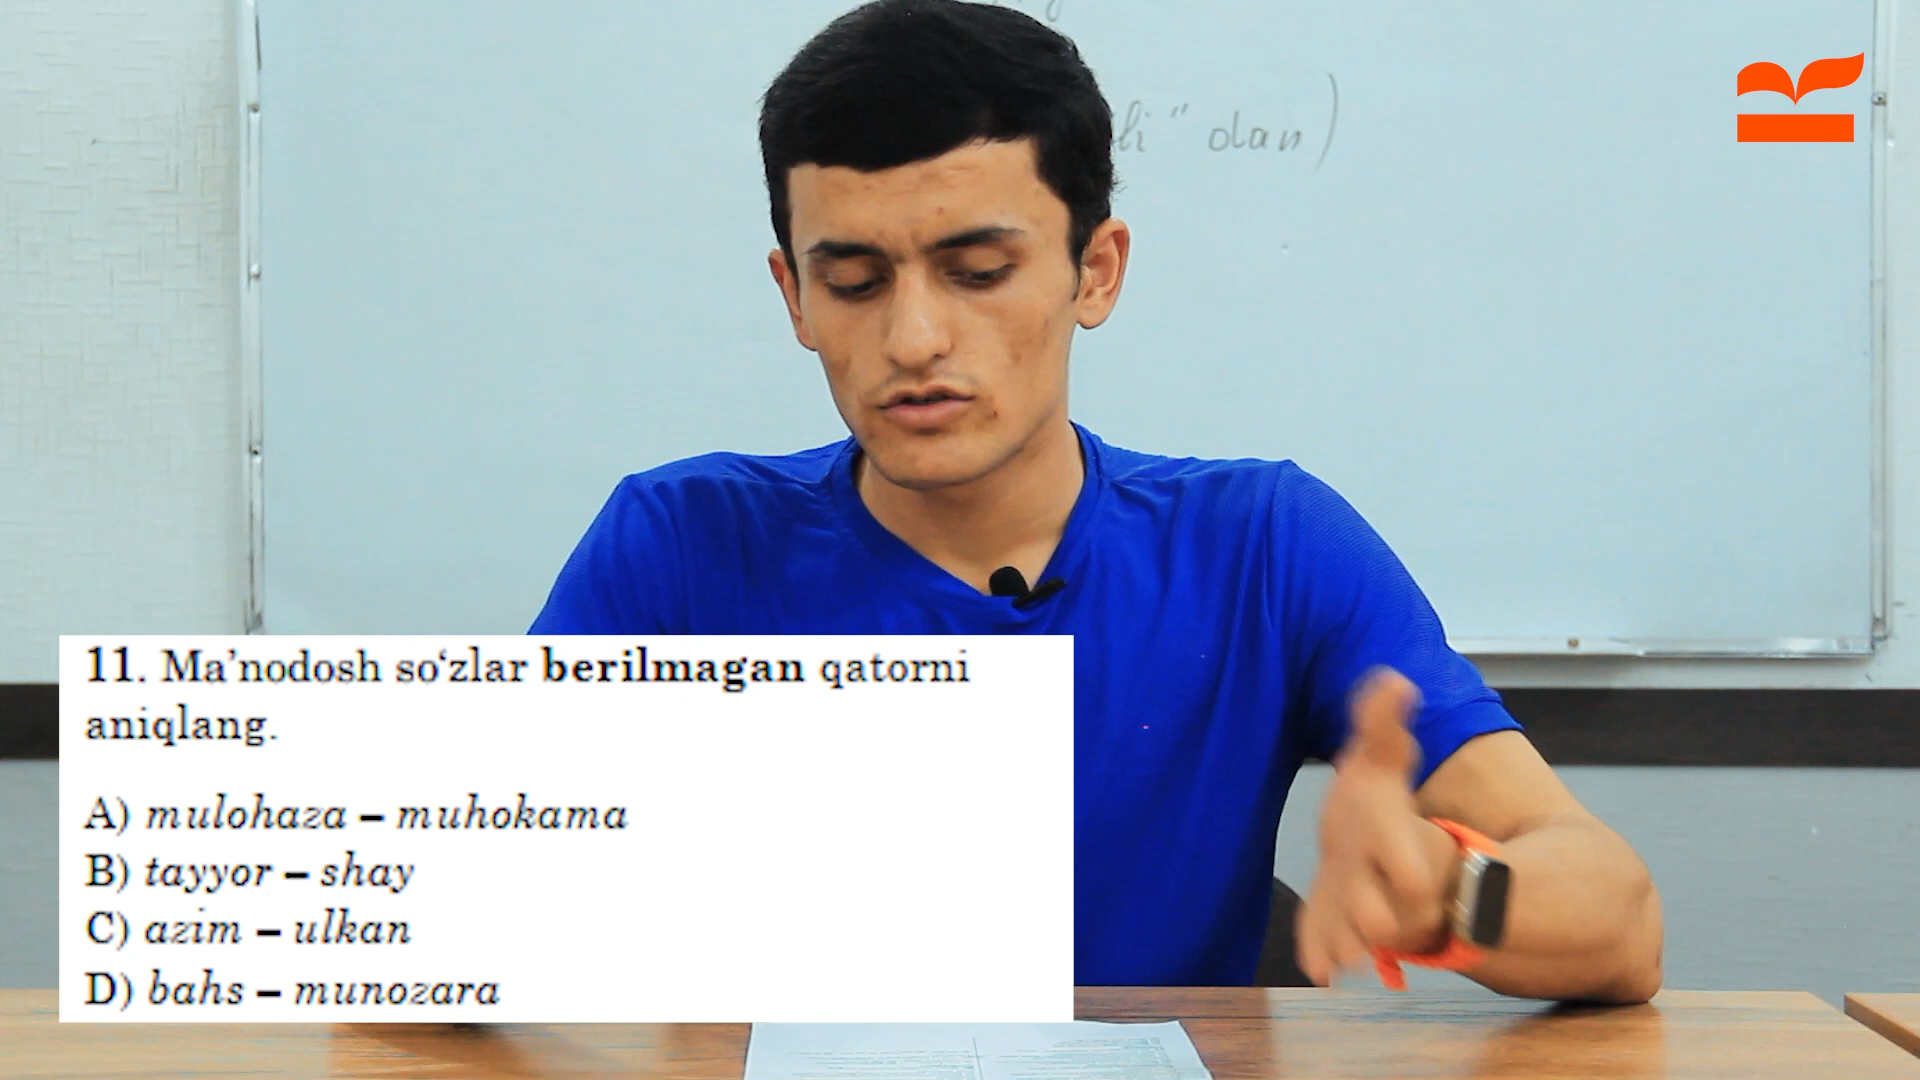 olan)
11. Ma’nodosh so‘zlar berilmagan qatorni
aniqlang.
A) mulohaza – muhokama
B) tayyor – shay
C) azim – ulkan
D) bahs – munozara